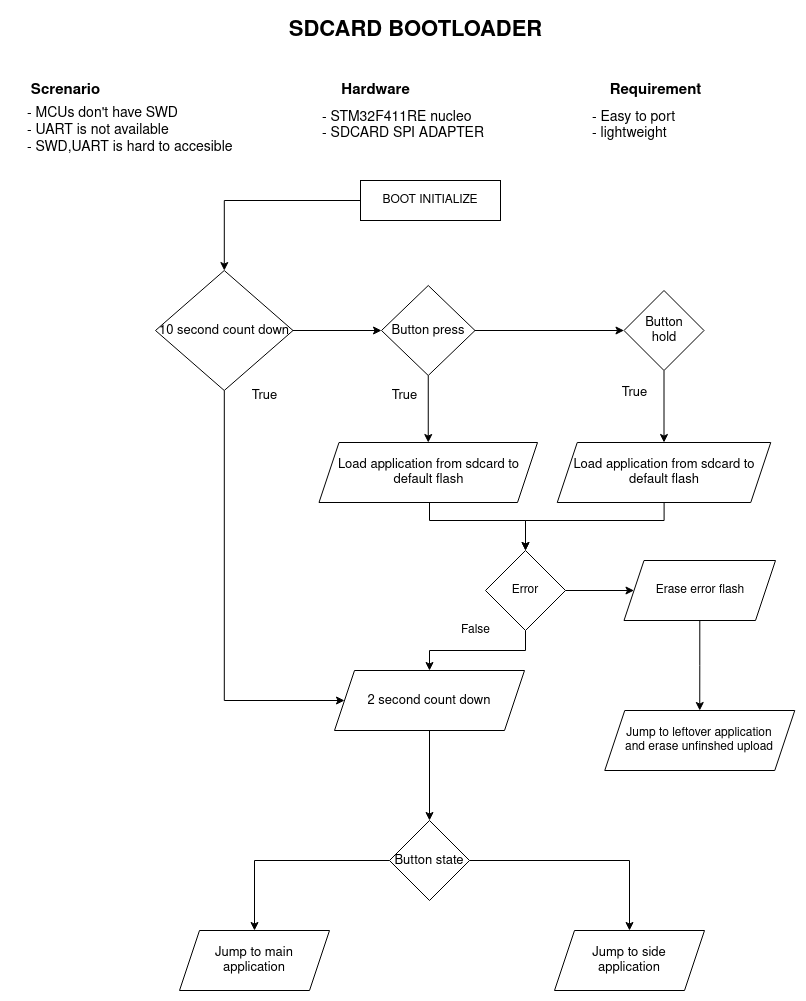 SDCARD BOOTLOADER
Screnario
- MCUs don't have SWD
- UART is not available
- SWD,UART is hard to accesible
Hardware
- STM32F411RE nucleo
- SDCARD SPI ADAPTER
Requirement
- Easy to port
- lightweight
BOOT INITIALIZE
10 second count down
Button press
Button
hold
True
True
True
Load application from sdcard to
default flash
Load application from sdcard to
default flash
Error
Erase error flash
False
2 second count down
Jump to leftover application
and erase unfinshed upload
Button state
Jump to main
application
Jump to side
application